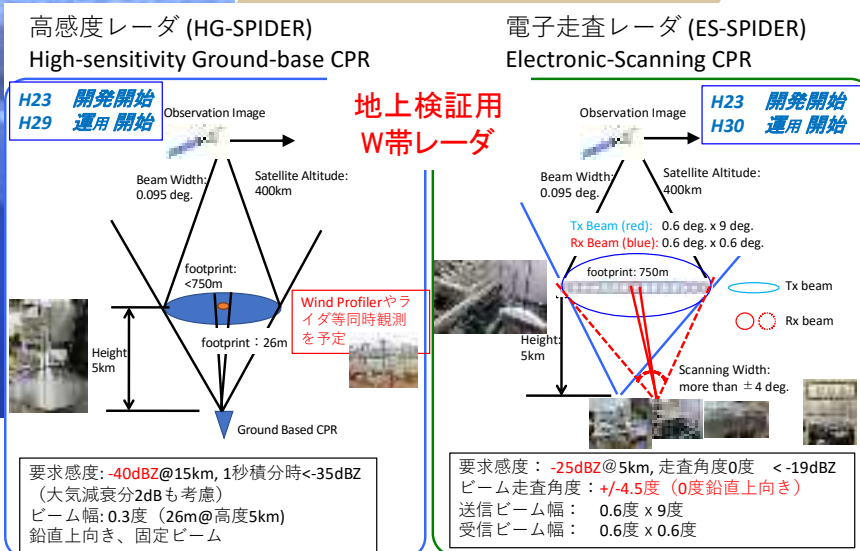 高感度レーダ (HG-SPIDER)
High-sensitivity Ground-base CPR
H23 開発開始
H29 運用 開始
Observation Image
Beam Width:
0.095 deg.
Satellite Altitude:
400km
footprint:
<750m
footprint：26m
Height
5km
Ground Based CPR
Wind Profilerやラ
イダ等同時観測
を予定
要求感度: -40dBZ@15km, 1秒積分時<-35dBZ
（大気減衰分2dBも考慮）
ビーム幅: 0.3度（26m@高度5km)
鉛直上向き、固定ビーム
地上検証用
W帯レーダ
電子走査レーダ (ES-SPIDER)
Electronic-Scanning CPR
H23 開発開始
H30 運用 開始
Observation Image
Beam Width:
0.095 deg.
Satellite Altitude:
400km
Tx Beam (red): 0.6 deg. x 9 deg.
Rx Beam (blue): 0.6 deg. x 0.6 deg.
footprint: 750m
Tx beam
Rx beam
Height:
5km
Scanning Width:
more than ±4 deg.
要求感度： -25dBZ@5km, 走査角度0度 < -19dBZ
ビーム走査角度：+/-4.5度（0度鉛直上向き）
送信ビーム幅： 0.6度 x 9度
受信ビーム幅： 0.6度 x 0.6度